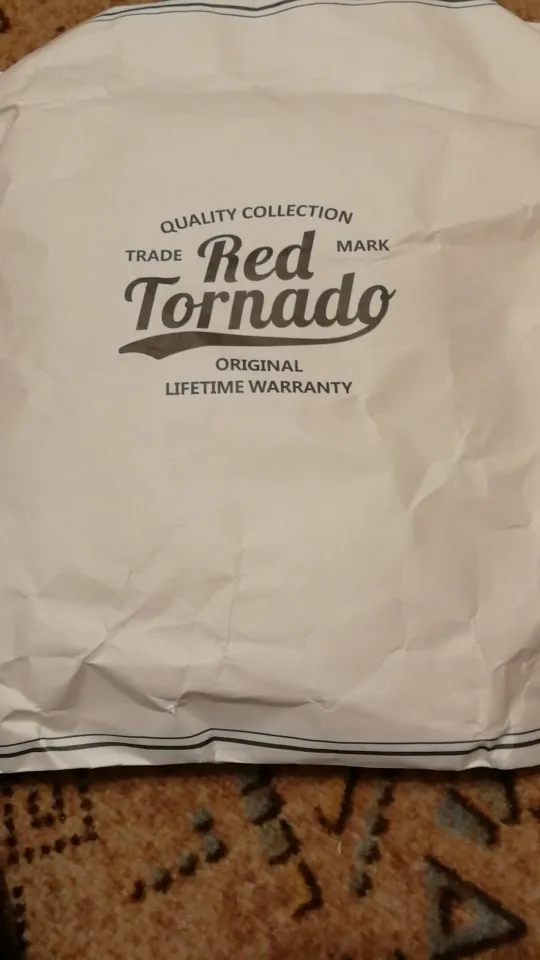 QUALITY COLLECTION
TRADE Red MARK
Tornado
ORIGINAL
LIFETIME WARRANTY